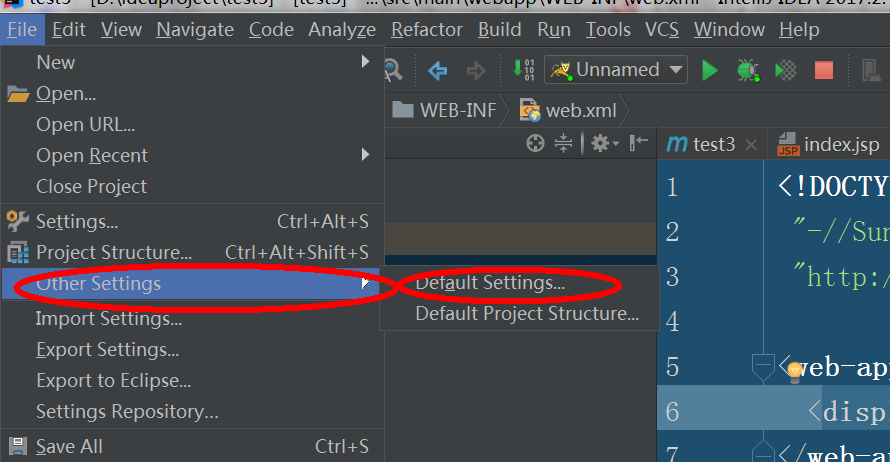 test3 - [D:\ideaproject\test3] - [test3] - ...\src\main\webapp\WEB-INF\web.xml - IntelliJ IDEA 2017.2.
File Edit View Navigate Code Analyze Refactor Build Run Tools VCS Window
New
Open...
Open URL...
Open Recent
Close Project
Settings... Ctrl+Alt+S
Project Structure... Ctrl+Alt+Shift+S
Other Settings
Import Settings...
Export Settings...
Export to Eclipse...
Settings Repository...
Save All Ctrl+S
Default Settings...
Default Project Structure...
Unnamed
WEB-INF web.xml
test3 index.jsp
1 <!DOCTY
2 "-//Sun
3 "http:/
4
5 <web-app
6 <displ
7 </web-app